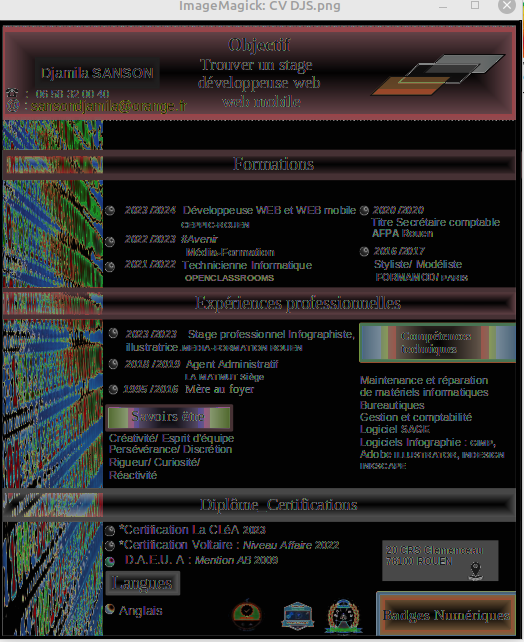 ImageMagick: CV DJS.png
Objectif
Trouver un stage
développeuse web
web mobile
Djamila SANSON
: 06 58 32 00 40
@ : sansondjamila@orange.fr
Formations
2023/2024 Développeuse WEB et WEB mobile
CEPPIC-ROUEN
2022/2023 &Avenir
Média-Formation
2021/2022 Technicienne Informatique
OPENCLASSROOMS
2020/2020
Titre Secrétaire comptable
AFPA Rouen
2016/2017
Styliste/ Modéliste
FORMAMOD/ PARIS
Expériences professionnelles
2023/2023 Stage professionnel Infographiste,
illustratrice. MEDIA-FORMATION ROUEN
2018/2019 Agent Administratif
LA MATMUT Siège
1995/2016 Mère au foyer
Savoirs être
Créativité/ Esprit d'équipe
Persévérance/ Discrétion
Rigueur/ Curiosité/
Réactivité
Compétences
techniques
Maintenance et réparation
de matériels informatiques
Bureautiques
Gestion et comptabilité
Logiciel SAGE
Logiciels Infographie : GIMP,
Adobe ILLUSTRATOR, INDESIGN
INKSCAPE
Diplôme Certifications
*Certification La CLéA 2023
*Certification Voltaire : Niveau Affaire 2022
D.A.E.U. A : Mention AB 2009
Langues
Anglais
20 CRS Clemenceau
76100 ROUEN
Badges Numériques